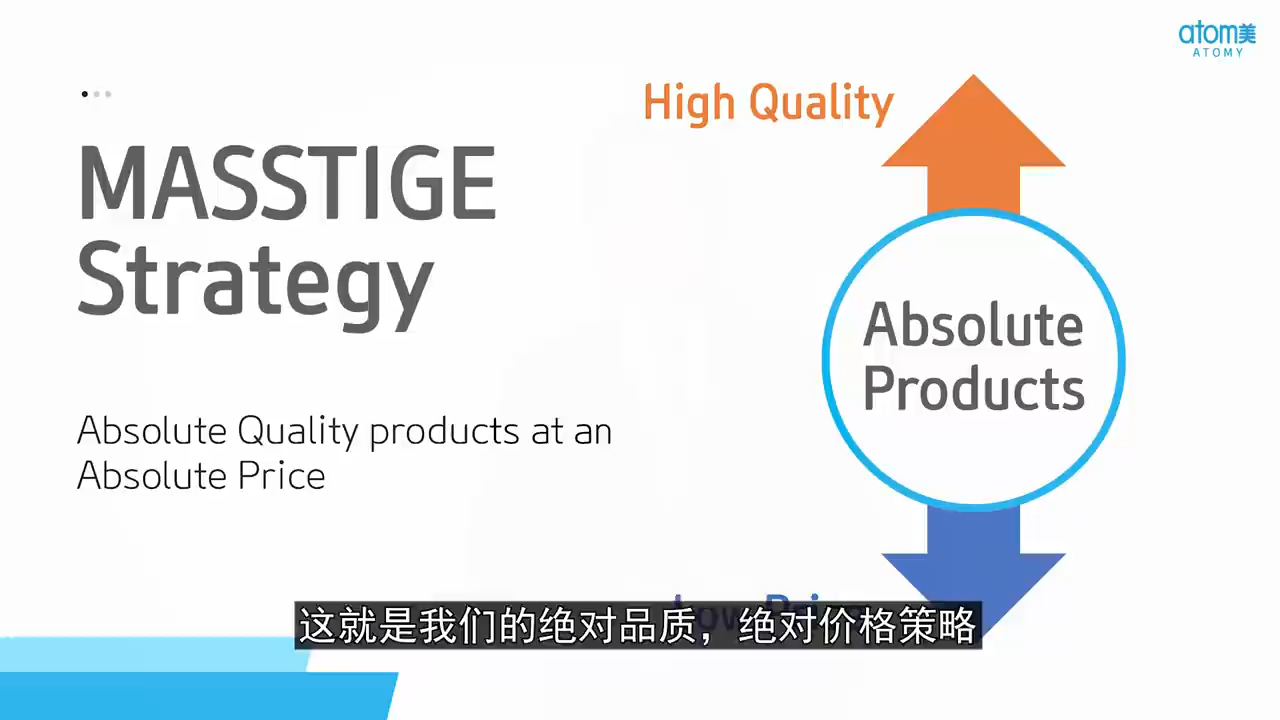 atom美
ATOMY
High Quality
MASSTIGE
Strategy
Absolute
Products
Absolute Quality products at an
Absolute Price
这就是我们的绝对品质，绝对价格策略